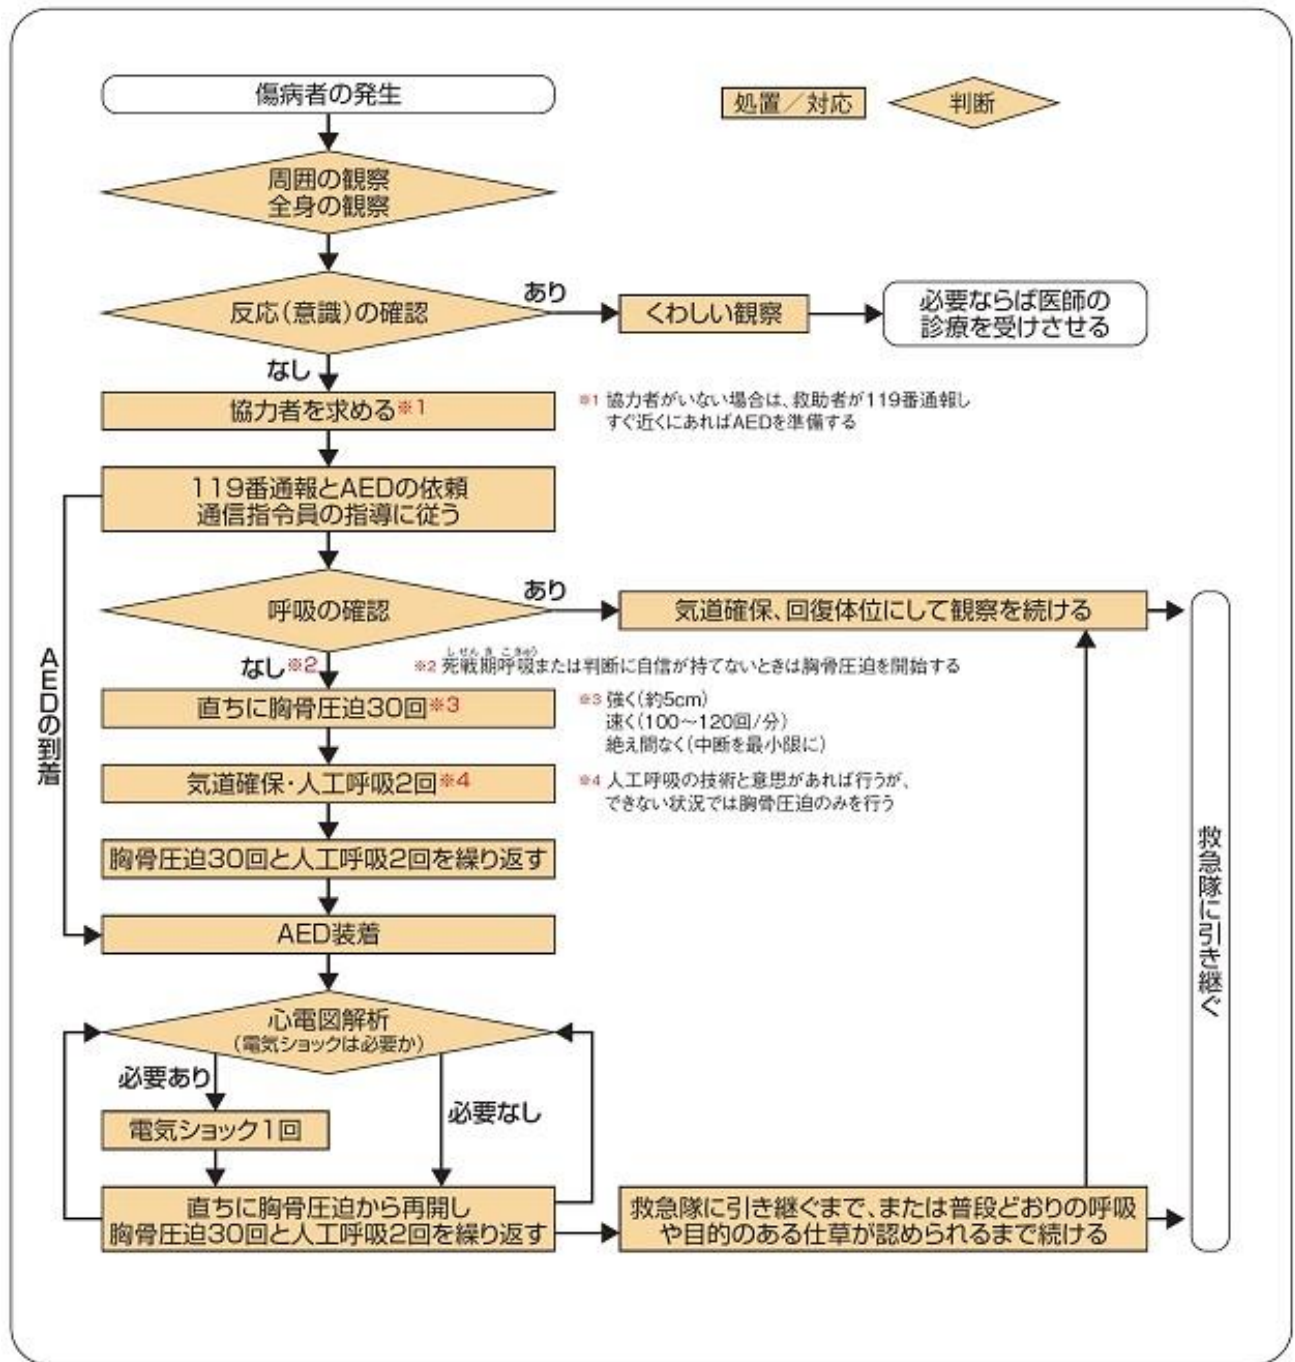 傷病者の発生
処置／対応
判断
周囲の観察
全身の観察
反応(意識)の確認
あり
くわしい観察
必要ならば医師の
診療を受けさせる
なし
協力者を求める※1
※1 協力者がいない場合は、救助者が119番通報し
すぐ近くにあればAEDを準備する
119番通報とAEDの依頼
通信指令員の指導に従う
呼吸の確認
あり
気道確保、回復体位にして観察を続ける
なし※2
しせんきこきゅう
※2 死戦期呼吸または判断に自信が持てないときは胸骨圧迫を開始する
AEDの到着
直ちに胸骨圧迫30回※3
※3 強く(約5cm)
速く(100〜120回/分)
絶え間なく(中断を最小限に)
気道確保・人工呼吸2回※4
※4 人工呼吸の技術と意思があれば行うが、
できない状況では胸骨圧迫のみを行う
胸骨圧迫30回と人工呼吸2回を繰り返す
AED装着
心電図解析
(電気ショックは必要か)
必要あり
必要なし
電気ショック1回
直ちに胸骨圧迫から再開し
胸骨圧迫30回と人工呼吸2回を繰り返す
救急隊に引き継ぐまで、または普段どおりの呼吸
や目的のある仕草が認められるまで続ける
救急隊に引き継ぐ